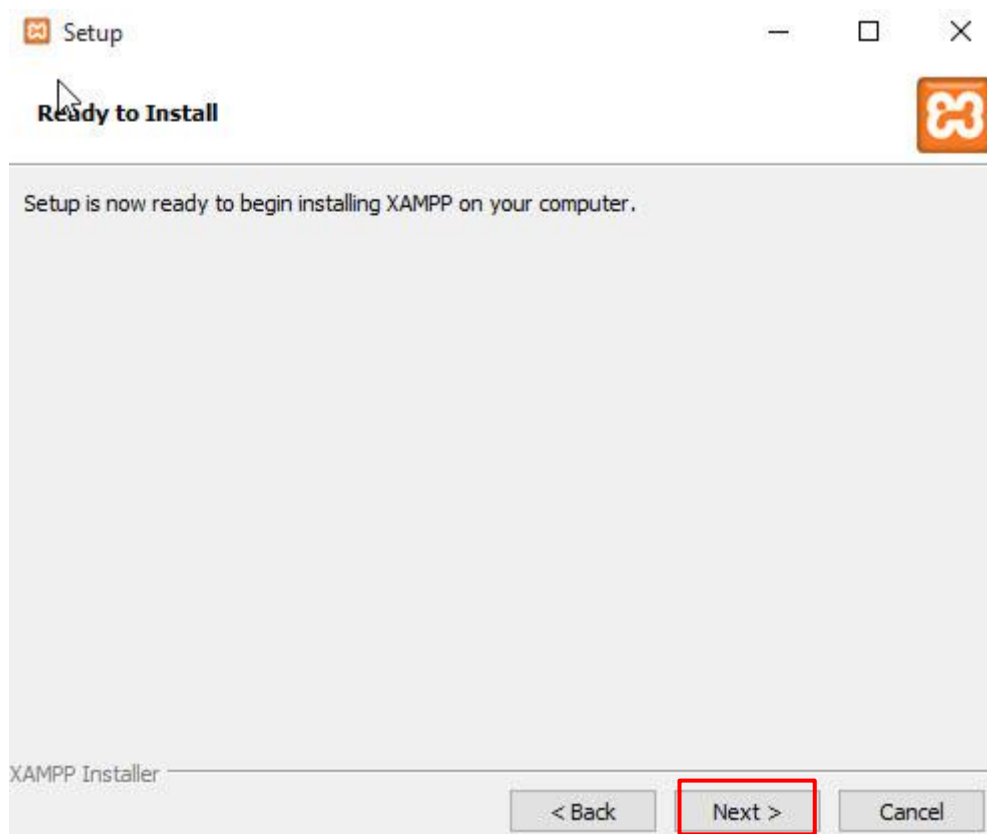 Setup
Ready to Install
Setup is now ready to begin installing XAMPP on your computer.
XAMPP Installer
< Back Next > Cancel